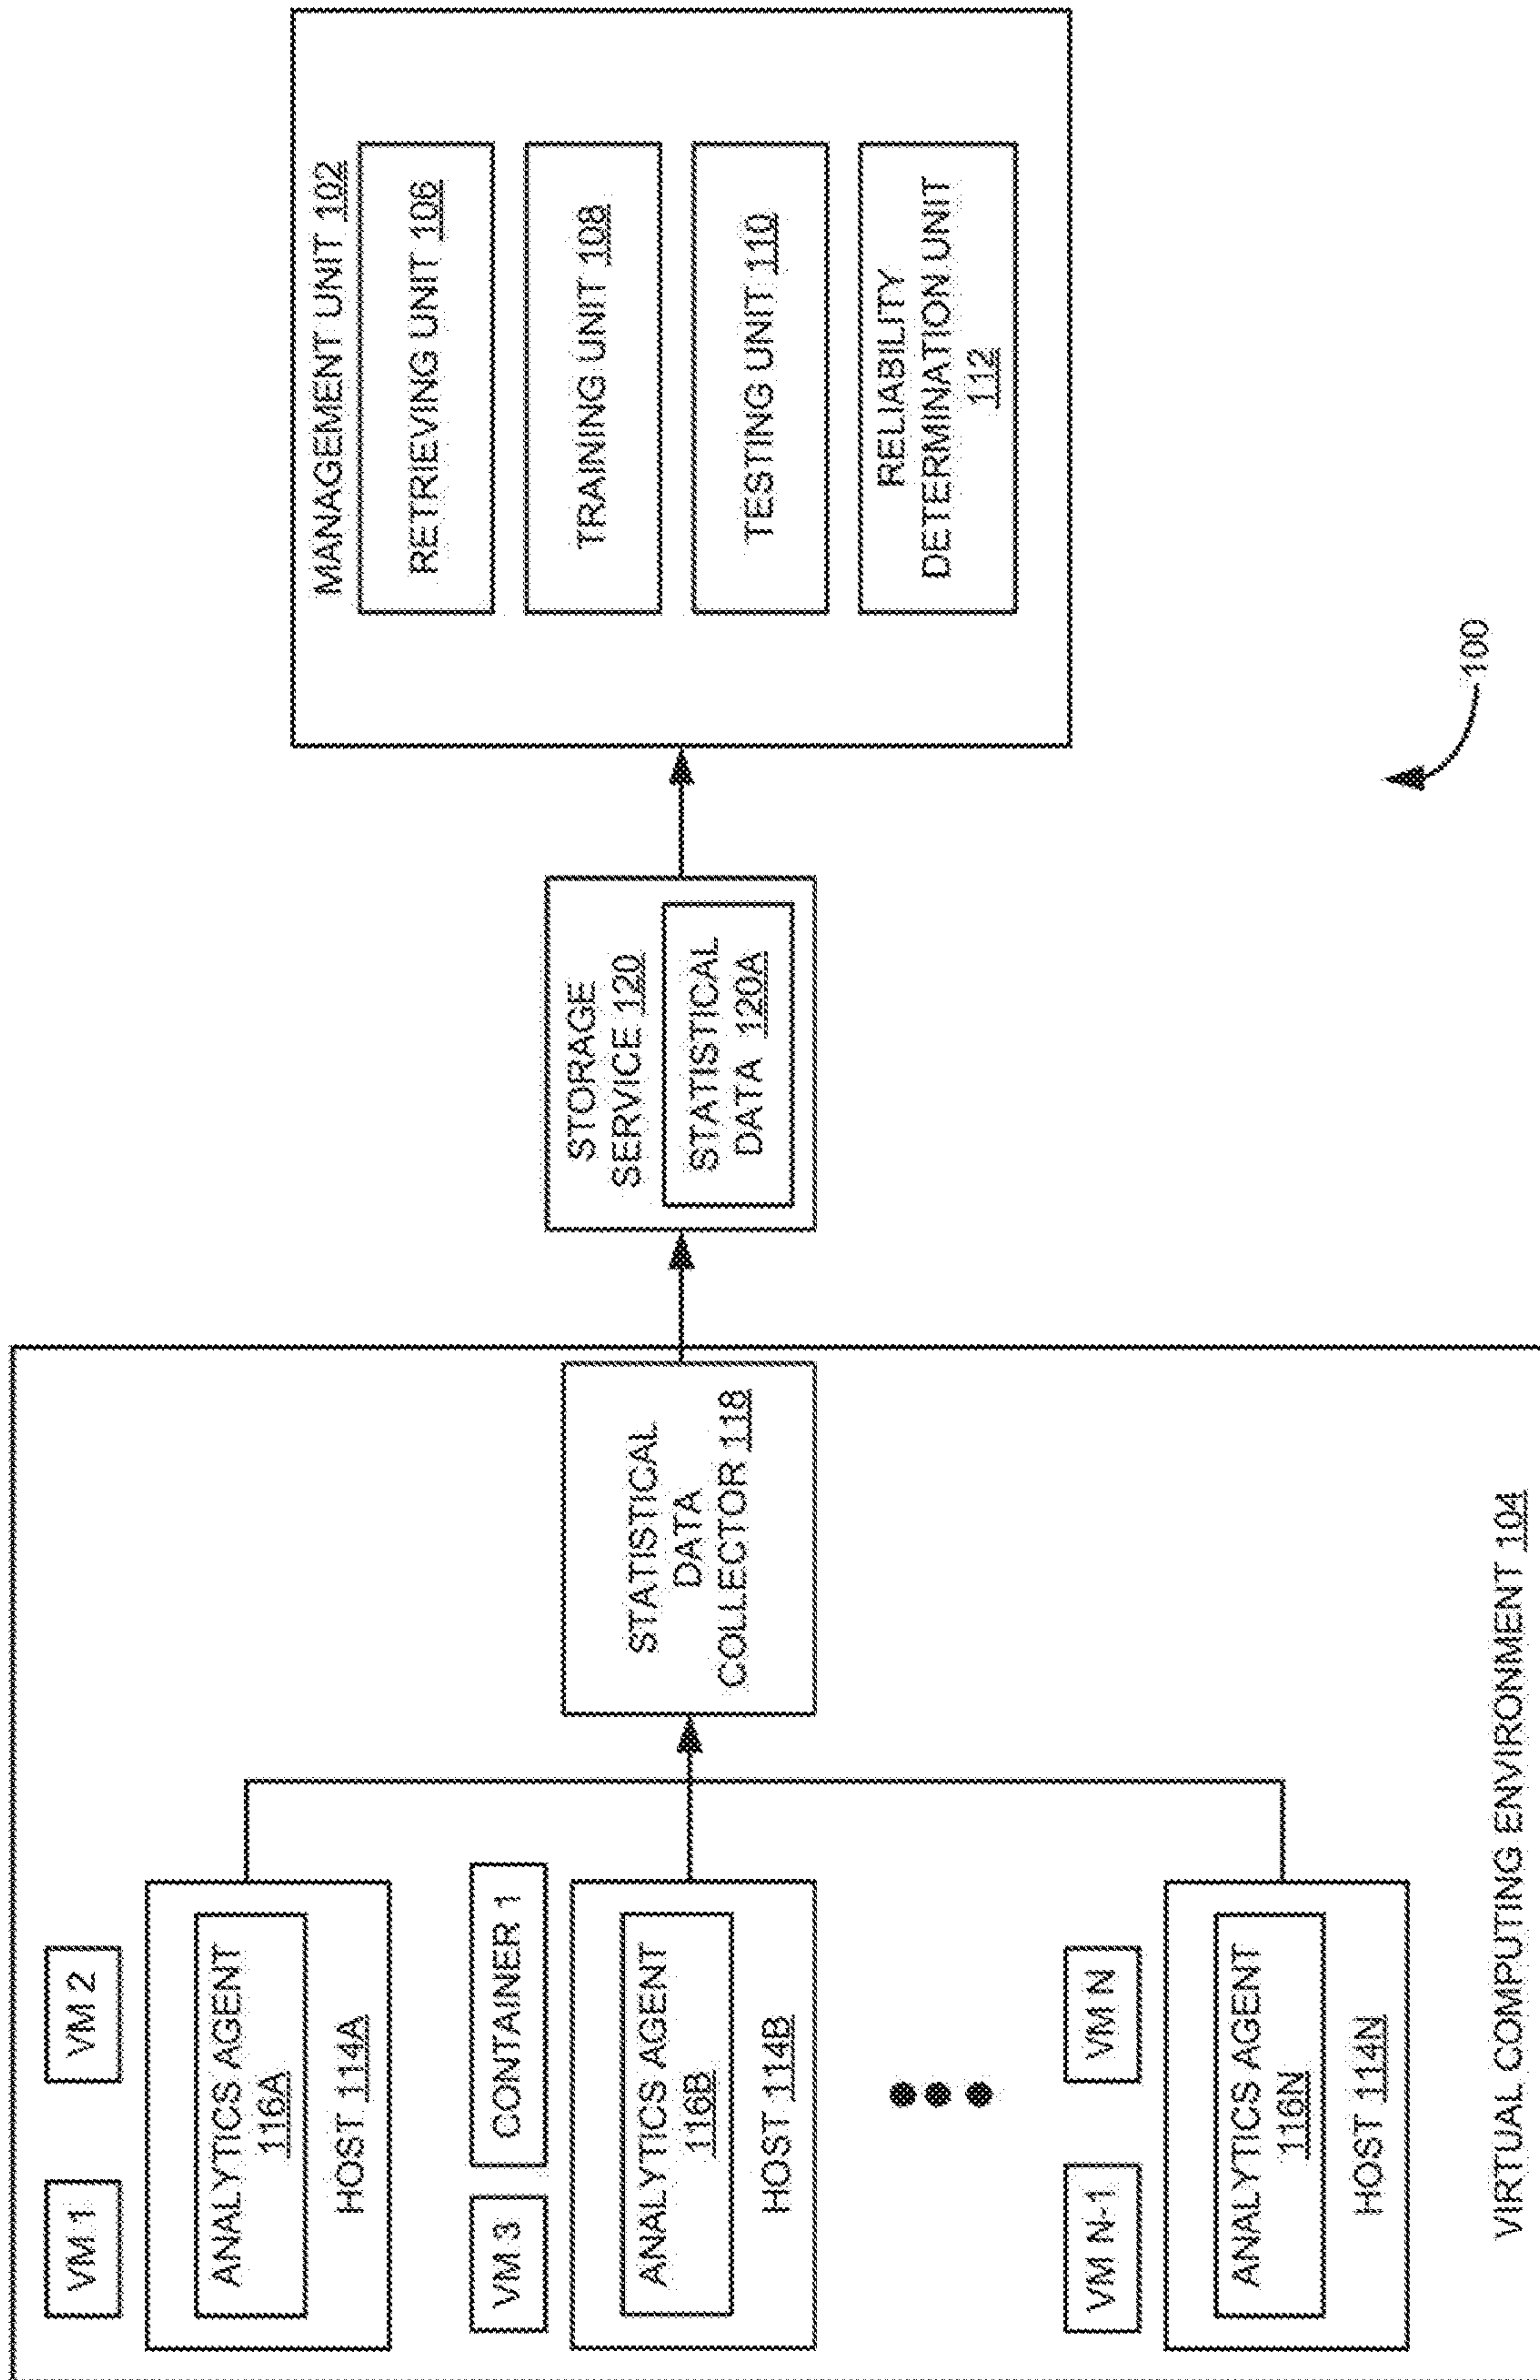 VM 1
VM 2
ANALYTICS AGENT
116A
HOST 114A
VM 3
CONTAINER 1
ANALYTICS AGENT
116B
HOST 114B
VM N-1
VM N
ANALYTICS AGENT
116N
HOST 114N
VIRTUAL COMPUTING ENVIRONMENT 104
STATISTICAL
DATA
COLLECTOR 118
STORAGE
SERVICE 120
STATISTICAL
DATA 120A
MANAGEMENT UNIT 102
RETRIEVING UNIT 106
TRAINING UNIT 108
TESTING UNIT 110
RELIABILITY
DETERMINATION UNIT
112
100